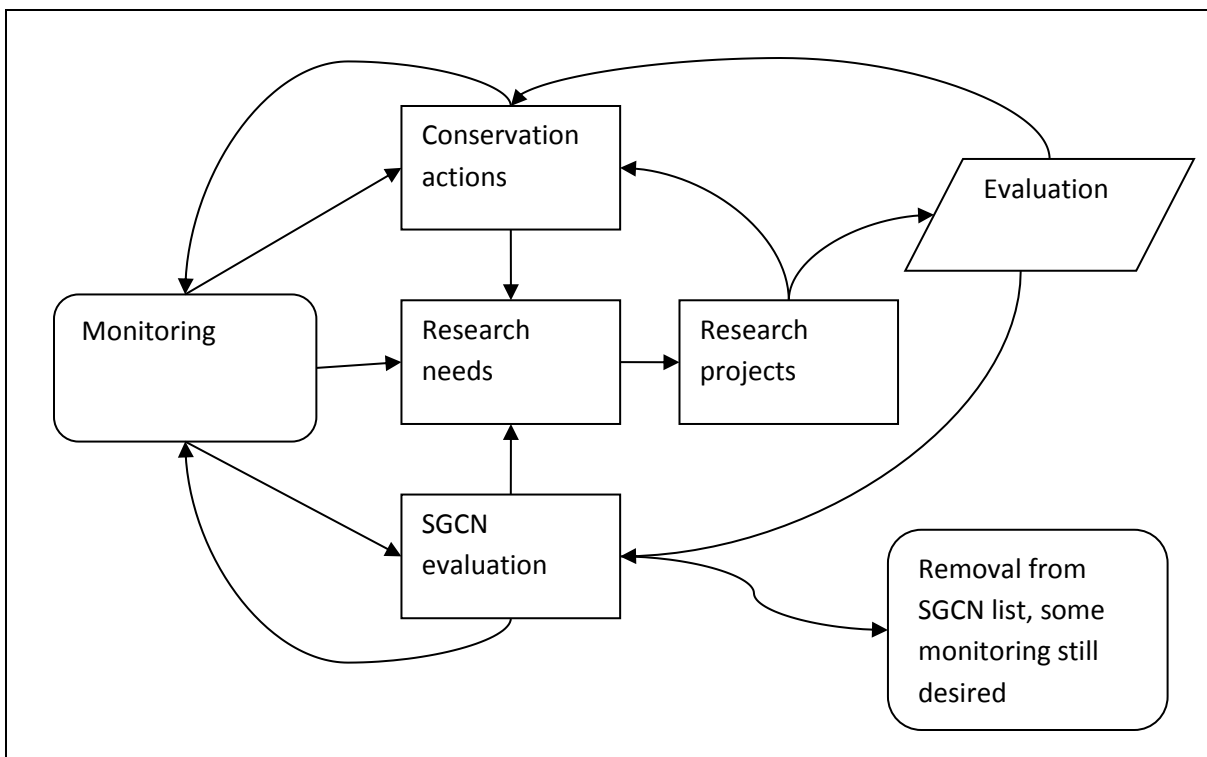 Conservation
actions
Evaluation
Monitoring
Research
needs
Research
projects
SGCN
evaluation
Removal from
SGCN list, some
monitoring still
desired